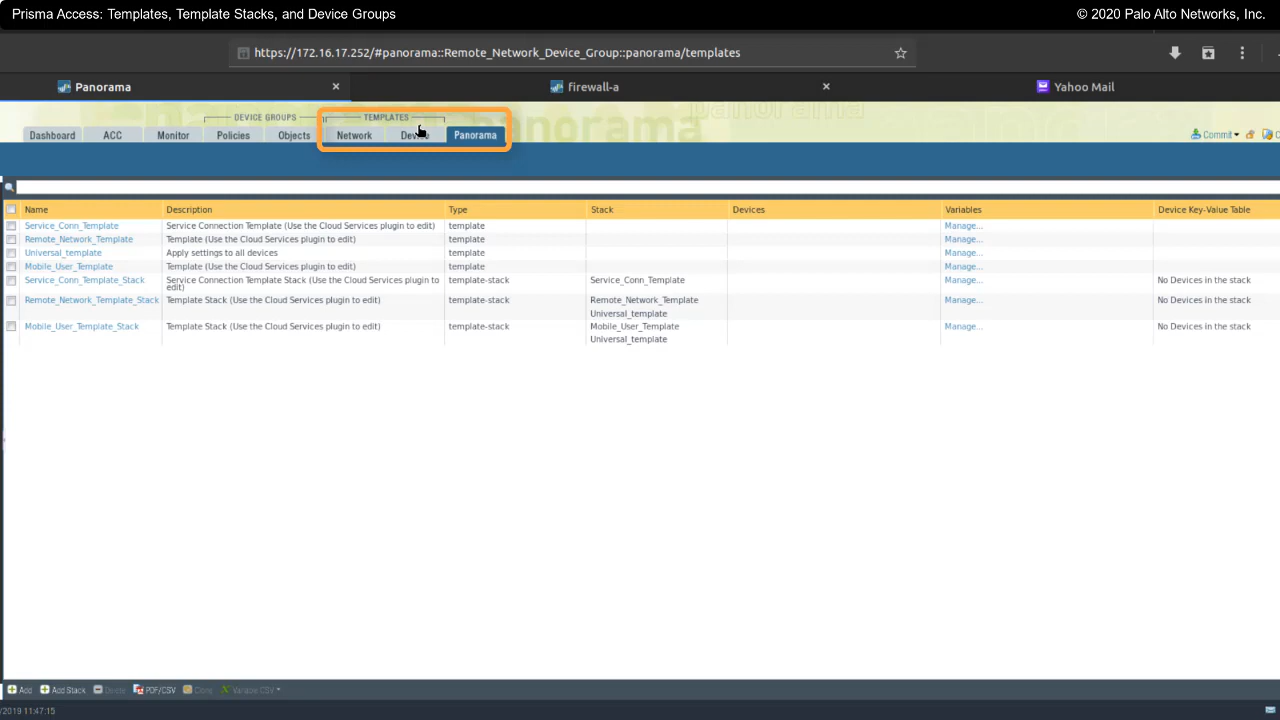 Prisma Access: Templates, Template Stacks, and Device Groups
© 2020 Palo Alto Networks, Inc.
https://172.16.17.252/#panorama::Remote_Network_Device_Group::panorama/templates
Panorama
firewall-a
Yahoo Mail
panorama
DEVICE GROUPS
TEMPLATES
panorama
Dashboard ACC Monitor Policies Objects Network Panorama
Commit
Name Description Type Stack Devices Variables Device Key-Value Table
Service_Conn_Template Service Connection Template (Use the Cloud Services plugin to edit) template Manage...
Remote_Network_Template Template (Use the Cloud Services plugin to edit) template Manage...
Universal_template Apply settings to all devices template Manage...
Mobile_User_Template Template (Use the Cloud Services plugin to edit) template Manage...
Service_Conn_Template_Stack Service Connection Template Stack (Use the Cloud Services plugin to edit) template-stack Service_Conn_Template Manage... No Devices in the stack
Remote_Network_Template_Stack Template Stack (Use the Cloud Services plugin to edit) template-stack Remote_Network_Template Manage... No Devices in the stack
Universal_template
Mobile_User_Template_Stack Template Stack (Use the Cloud Services plugin to edit) template-stack Mobile_User_Template Manage... No Devices in the stack
Universal_template
Add Add Stack Delete PDF/CSV Clone Variable CSV
/2019 11:47:15